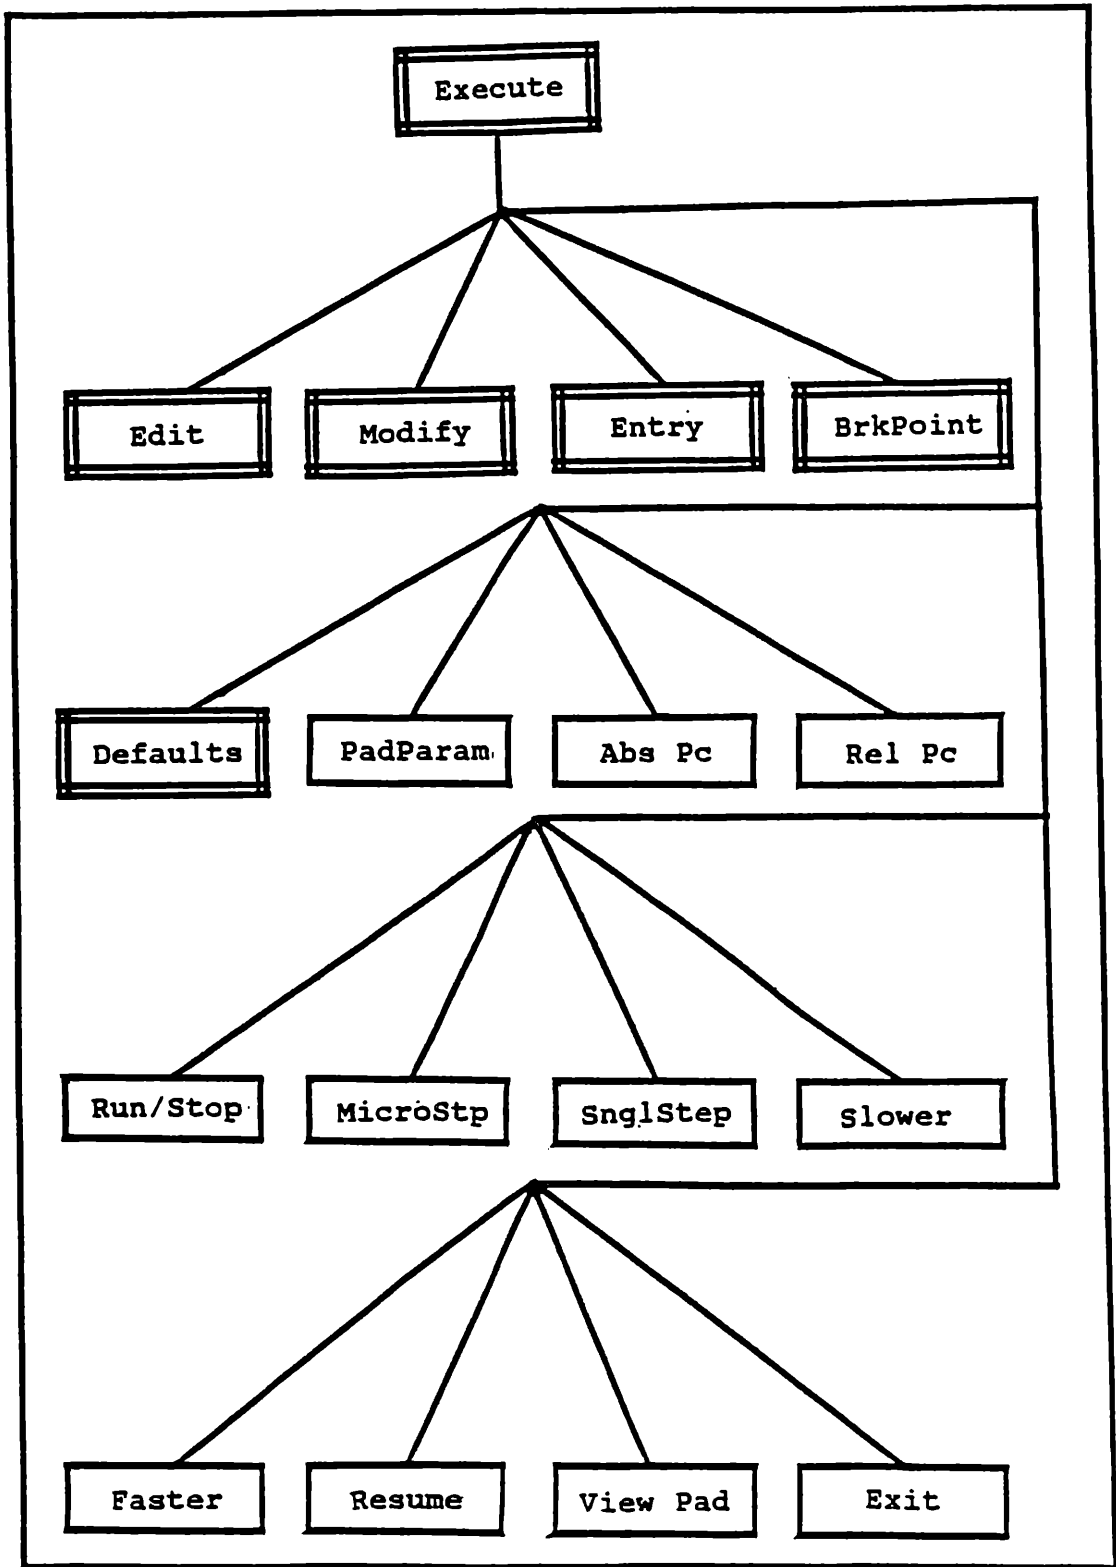 Execute
Edit
Modify
Entry
BrkPoint
Defaults
PadParam
Abs Pc
Rel Pc
Run/Stop
MicroStp
SnglStep
Slower
Faster
Resume
View Pad
Exit